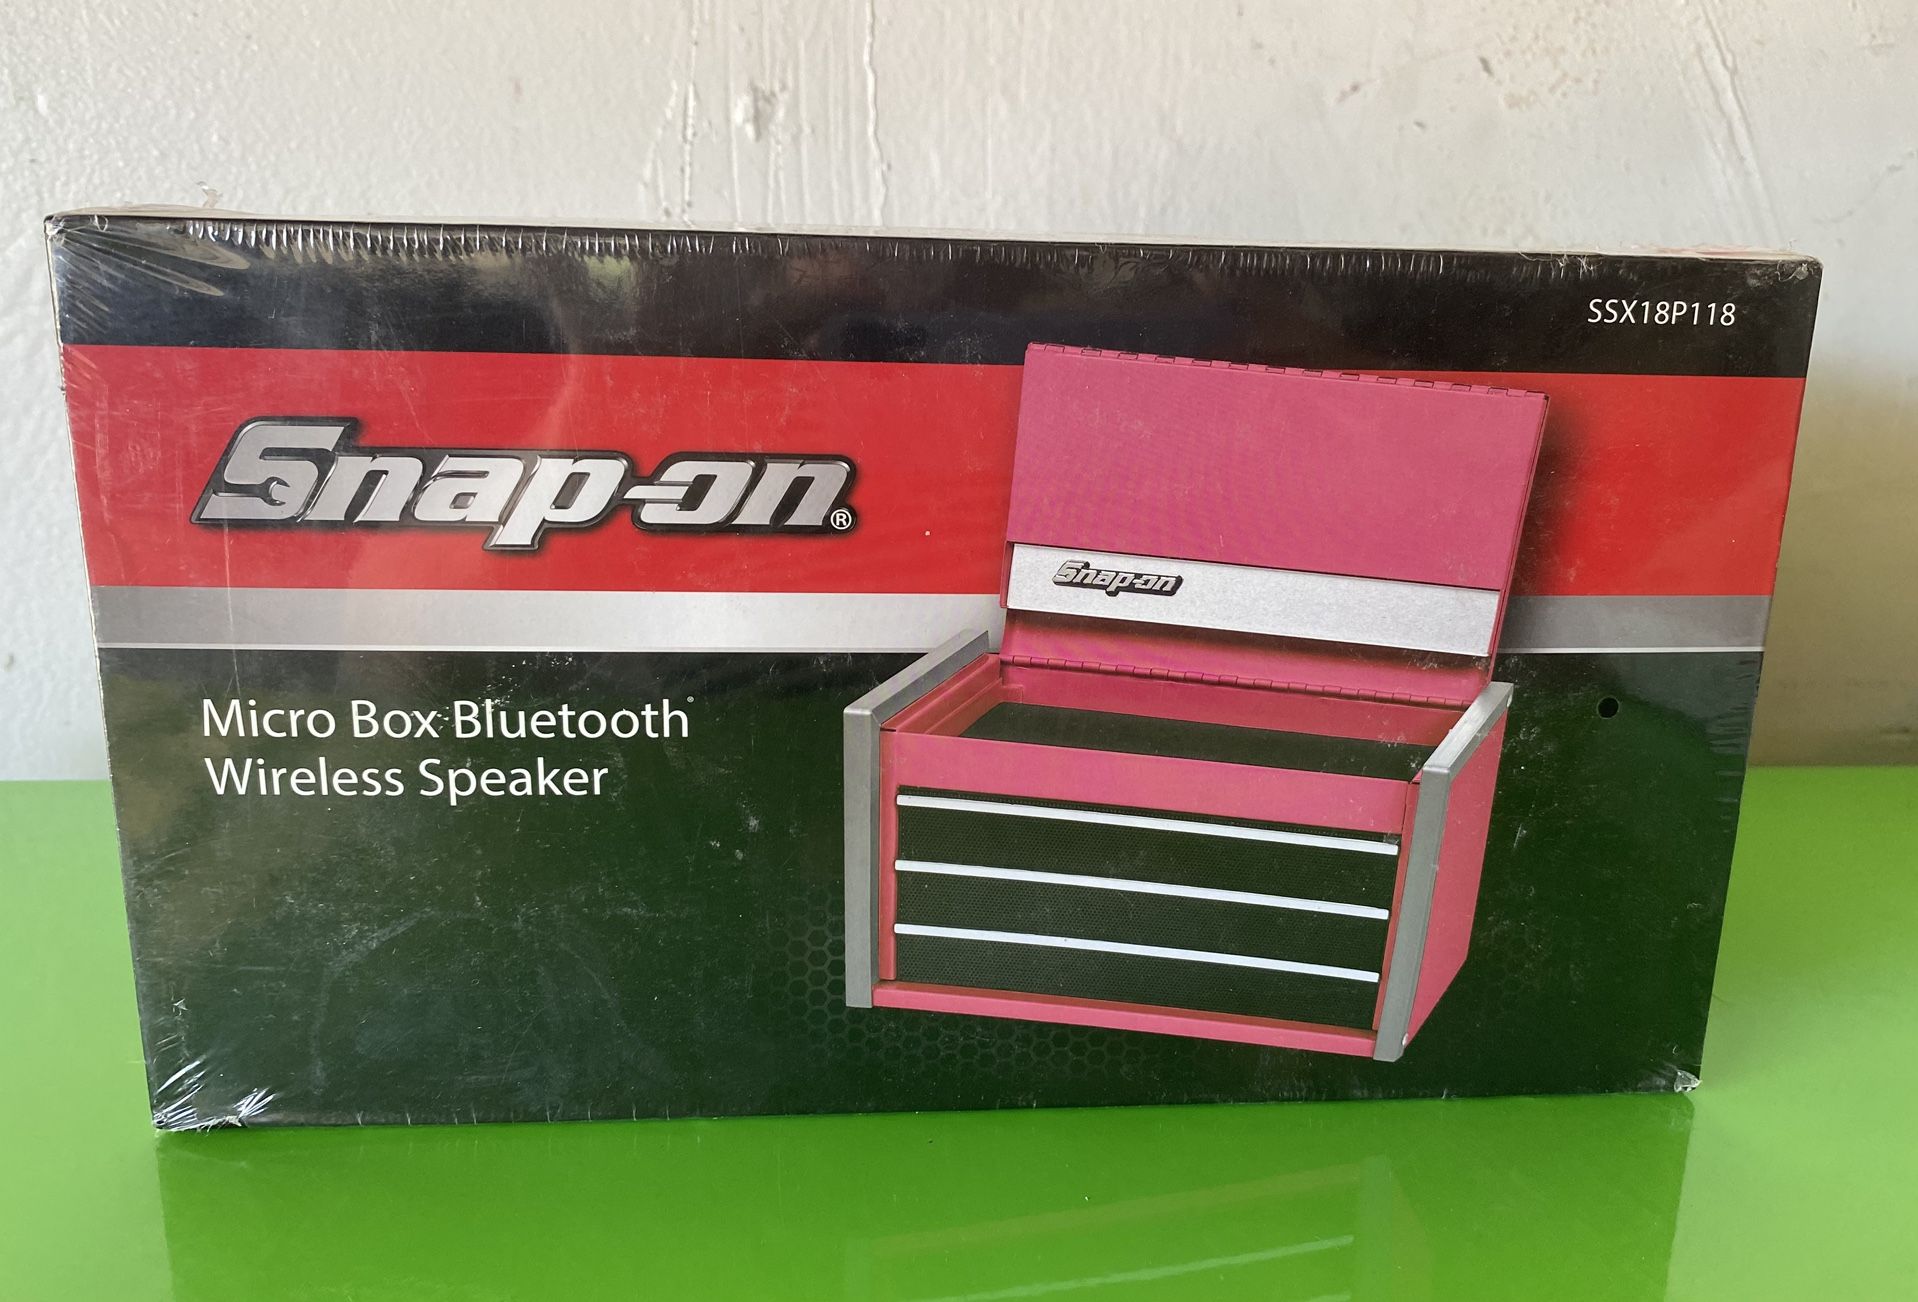 SSX18P118
Snap-on®
Snap-on
Micro Box Bluetooth®
Wireless Speaker